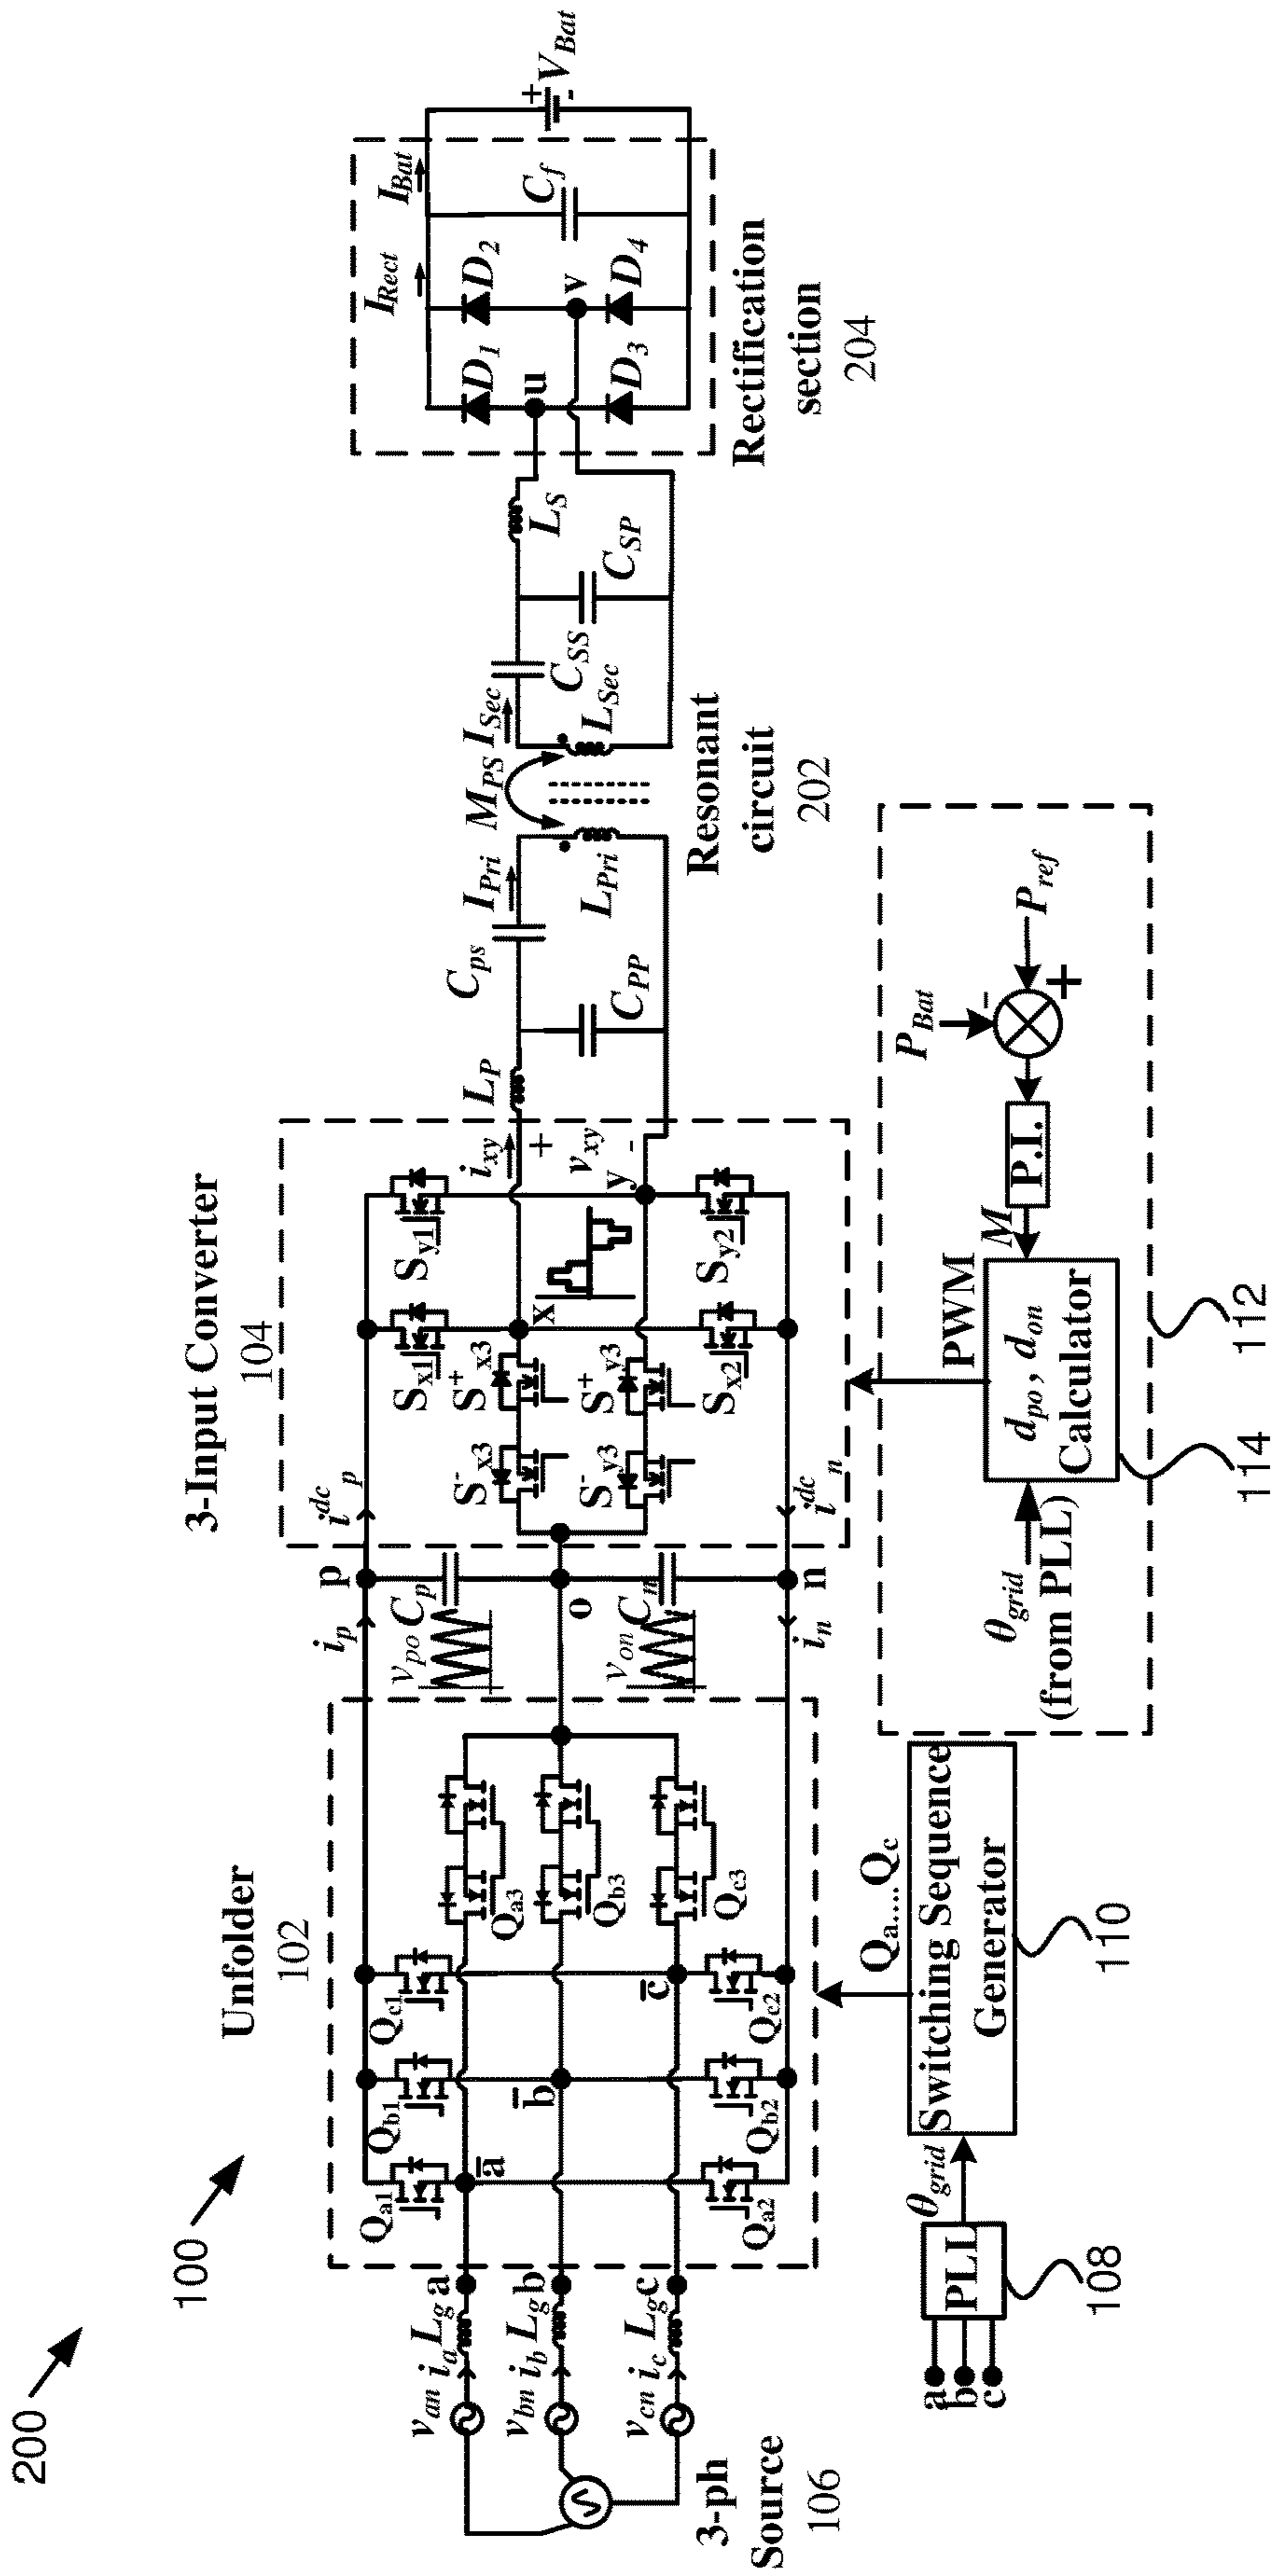 200
100
Unfolder
102
3-Input Converter
104
Q_a1
Q_b1
Q_c1
Q_a3
Q_b3
Q_c3
Q_a2
Q_b2
Q_c2
a̅
b̅
c̅
v_an i_a L_g a
v_bn i_b L_g b
v_cn i_c L_g c
3-ph
Source
106
i_p
p
i^dc_p
v_po C_p
o
v_on C_n
i_n
n
i^dc_n
S_x1
S_y1
S^-_x3
S^+_x3
S^-_y3
S^+_y3
S_x2
S_y2
x
y
i_xy
+
v_xy
-
L_P
C_ps
I_Pri
C_PP
L_Pri
M_PS
I_Sec
L_Sec
C_SS
C_SP
L_S
Resonant
circuit
202
I_Rect
I_Bat
D_1
D_2
u
v
D_3
D_4
C_f
+
V_Bat
-
Rectification
section
204
a
b
c
PLL
108
θ_grid
Q_a....Q_c
Switching Sequence
Generator
110
θ_grid
(from PLL)
PWM
d_po, d_on
Calculator
114
M
P.I.
P_Bat
-
+
P_ref
112